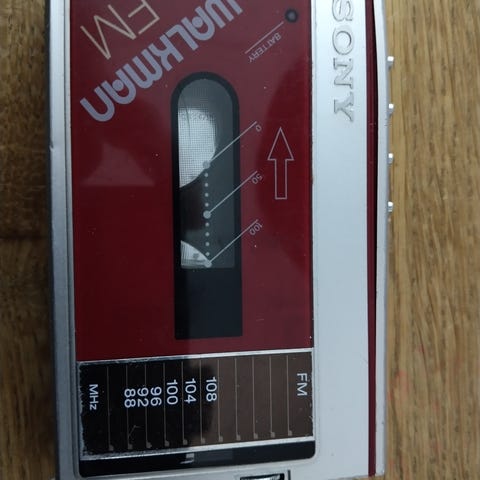 SONY
WALKMAN
FM
BATTERY
0
50
100
FM
108
104
100
96
92
88
MHz